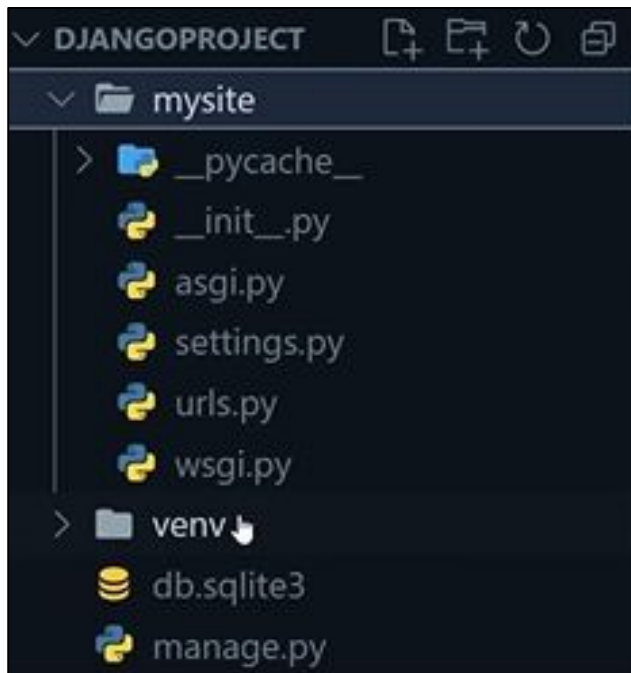 DJANGOPROJECT
mysite
__pycache__
__init__.py
asgi.py
settings.py
urls.py
wsgi.py
venv
db.sqlite3
manage.py